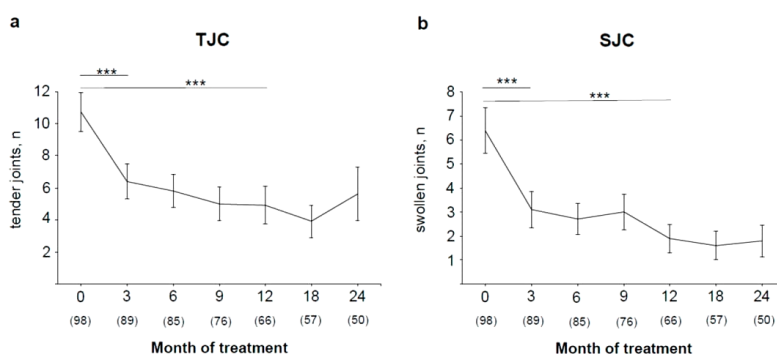 a
TJC
***
***
tender joints, n
12
10
8
6
4
2
0 3 6 9 12 18 24
(98) (89) (85) (76) (66) (57) (50)
Month of treatment
b
SJC
***
***
swollen joints, n
8
7
6
5
4
3
2
1
0 3 6 9 12 18 24
(98) (89) (85) (76) (66) (57) (50)
Month of treatment